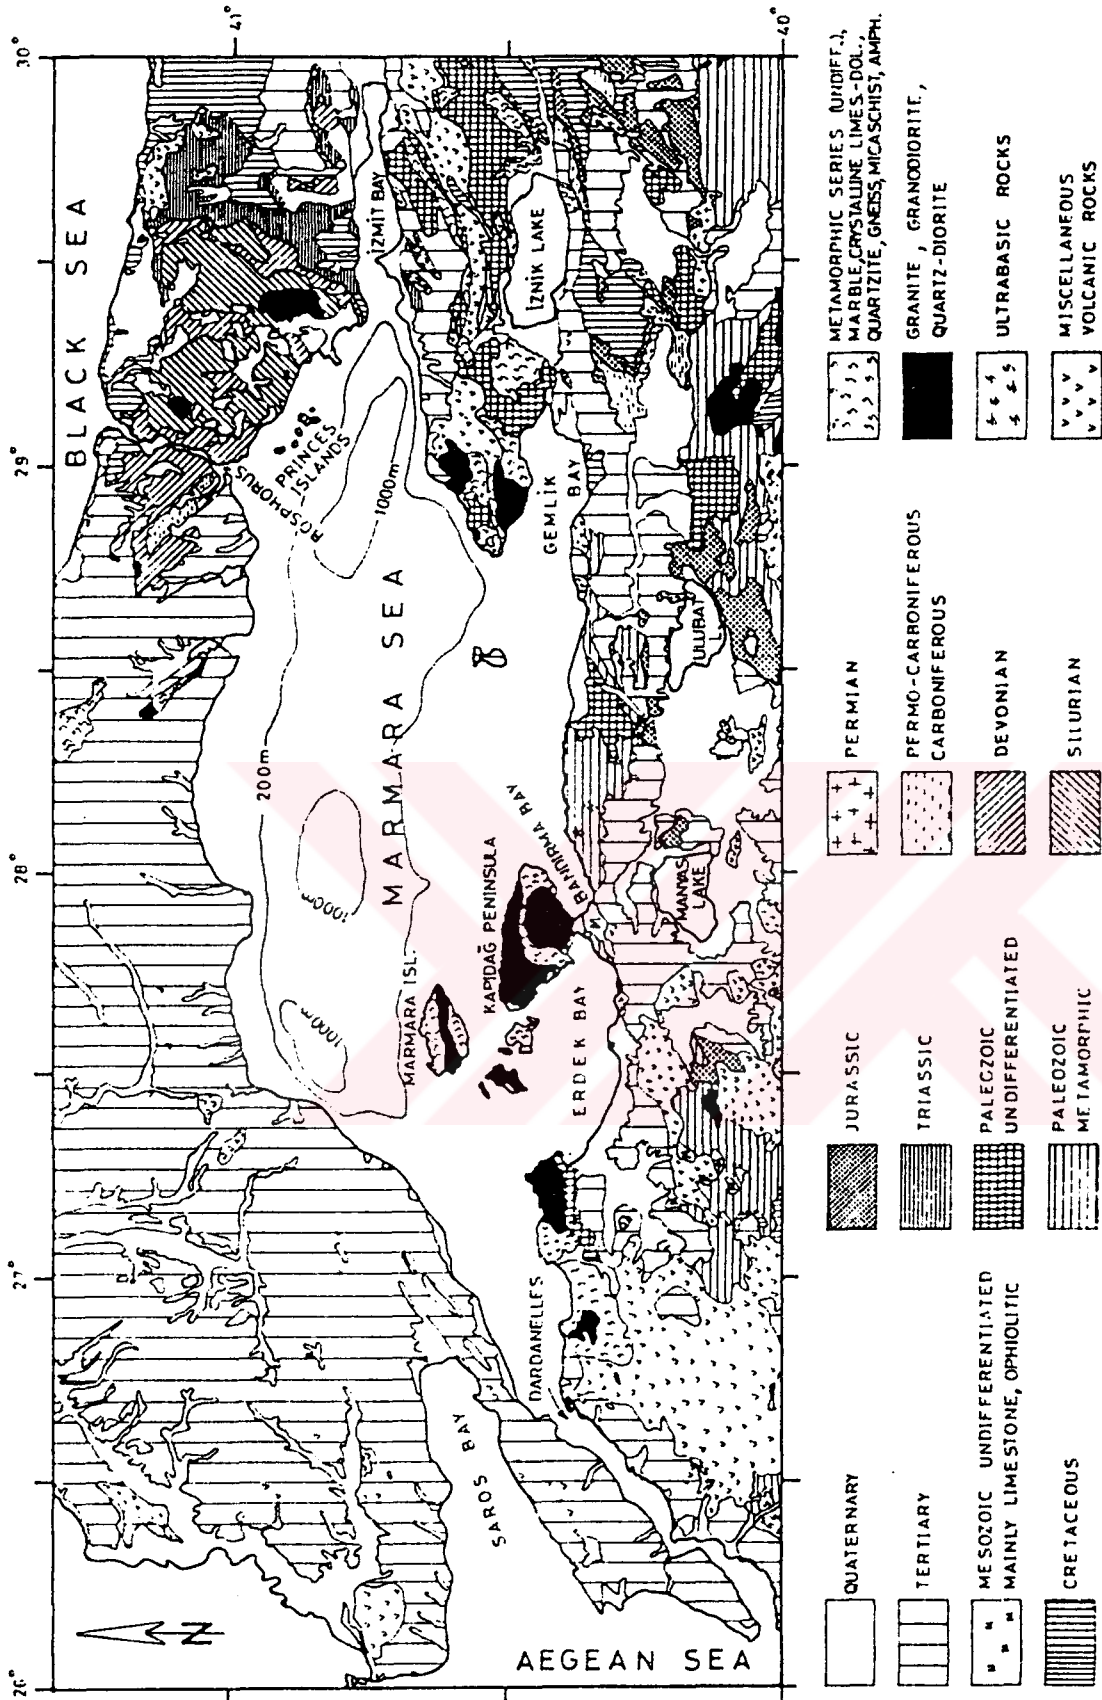 26°
27°
28°
29°
30°
41°
40°
N
BLACK SEA
BOSPHORUS
PRINCES
ISLANDS
İZMİT BAY
İZNİK LAKE
1000m
200m
1000m
1000m
MARMARA SEA
MARMARA ISL.
KAPIDAĞ PENINSULA
BANDIRMA BAY
ERDEK BAY
GEMLİK
BAY
ULUBAT
L.
MANYAS
LAKE
DARDANELLES
SAROS BAY
AEGEAN SEA
QUATERNARY
TERTIARY
MESOZOIC UNDIFFERENTIATED
MAINLY LIMESTONE, OPHIOLITIC
CRETACEOUS
JURASSIC
TRIASSIC
PALEOZOIC
UNDIFFERENTIATED
PALEOZOIC
METAMORPHIC
PERMIAN
PERMO-CARBONIFEROUS
CARBONIFEROUS
DEVONIAN
SILURIAN
METAMORPHIC SERIES (UNDIFF.),
MARBLE,CRYSTALLINE LIMES.-DOL.,
QUARTZITE, GNEISS, MICASCHIST, AMPH.
GRANITE, GRANODIORITE,
QUARTZ-DIORITE
ULTRABASIC ROCKS
MISCELLANEOUS
VOLCANIC ROCKS